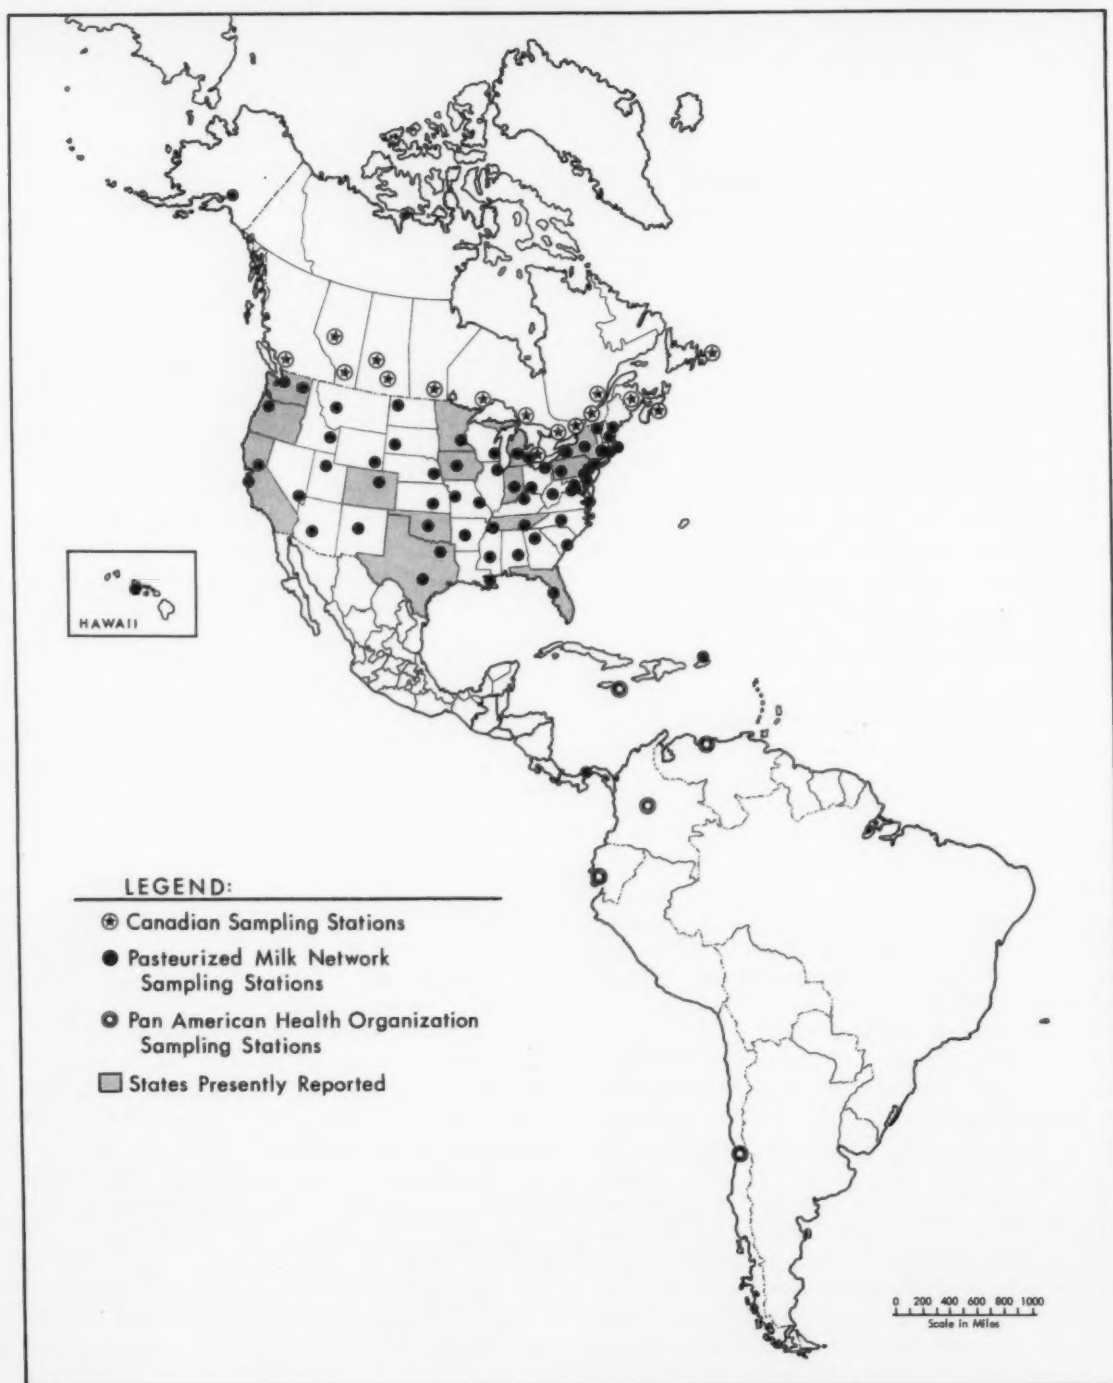 HAWAII
LEGEND:
Canadian Sampling Stations
Pasteurized Milk Network
Sampling Stations
Pan American Health Organization
Sampling Stations
States Presently Reported
0 200 400 600 800 1000
Scale in Miles